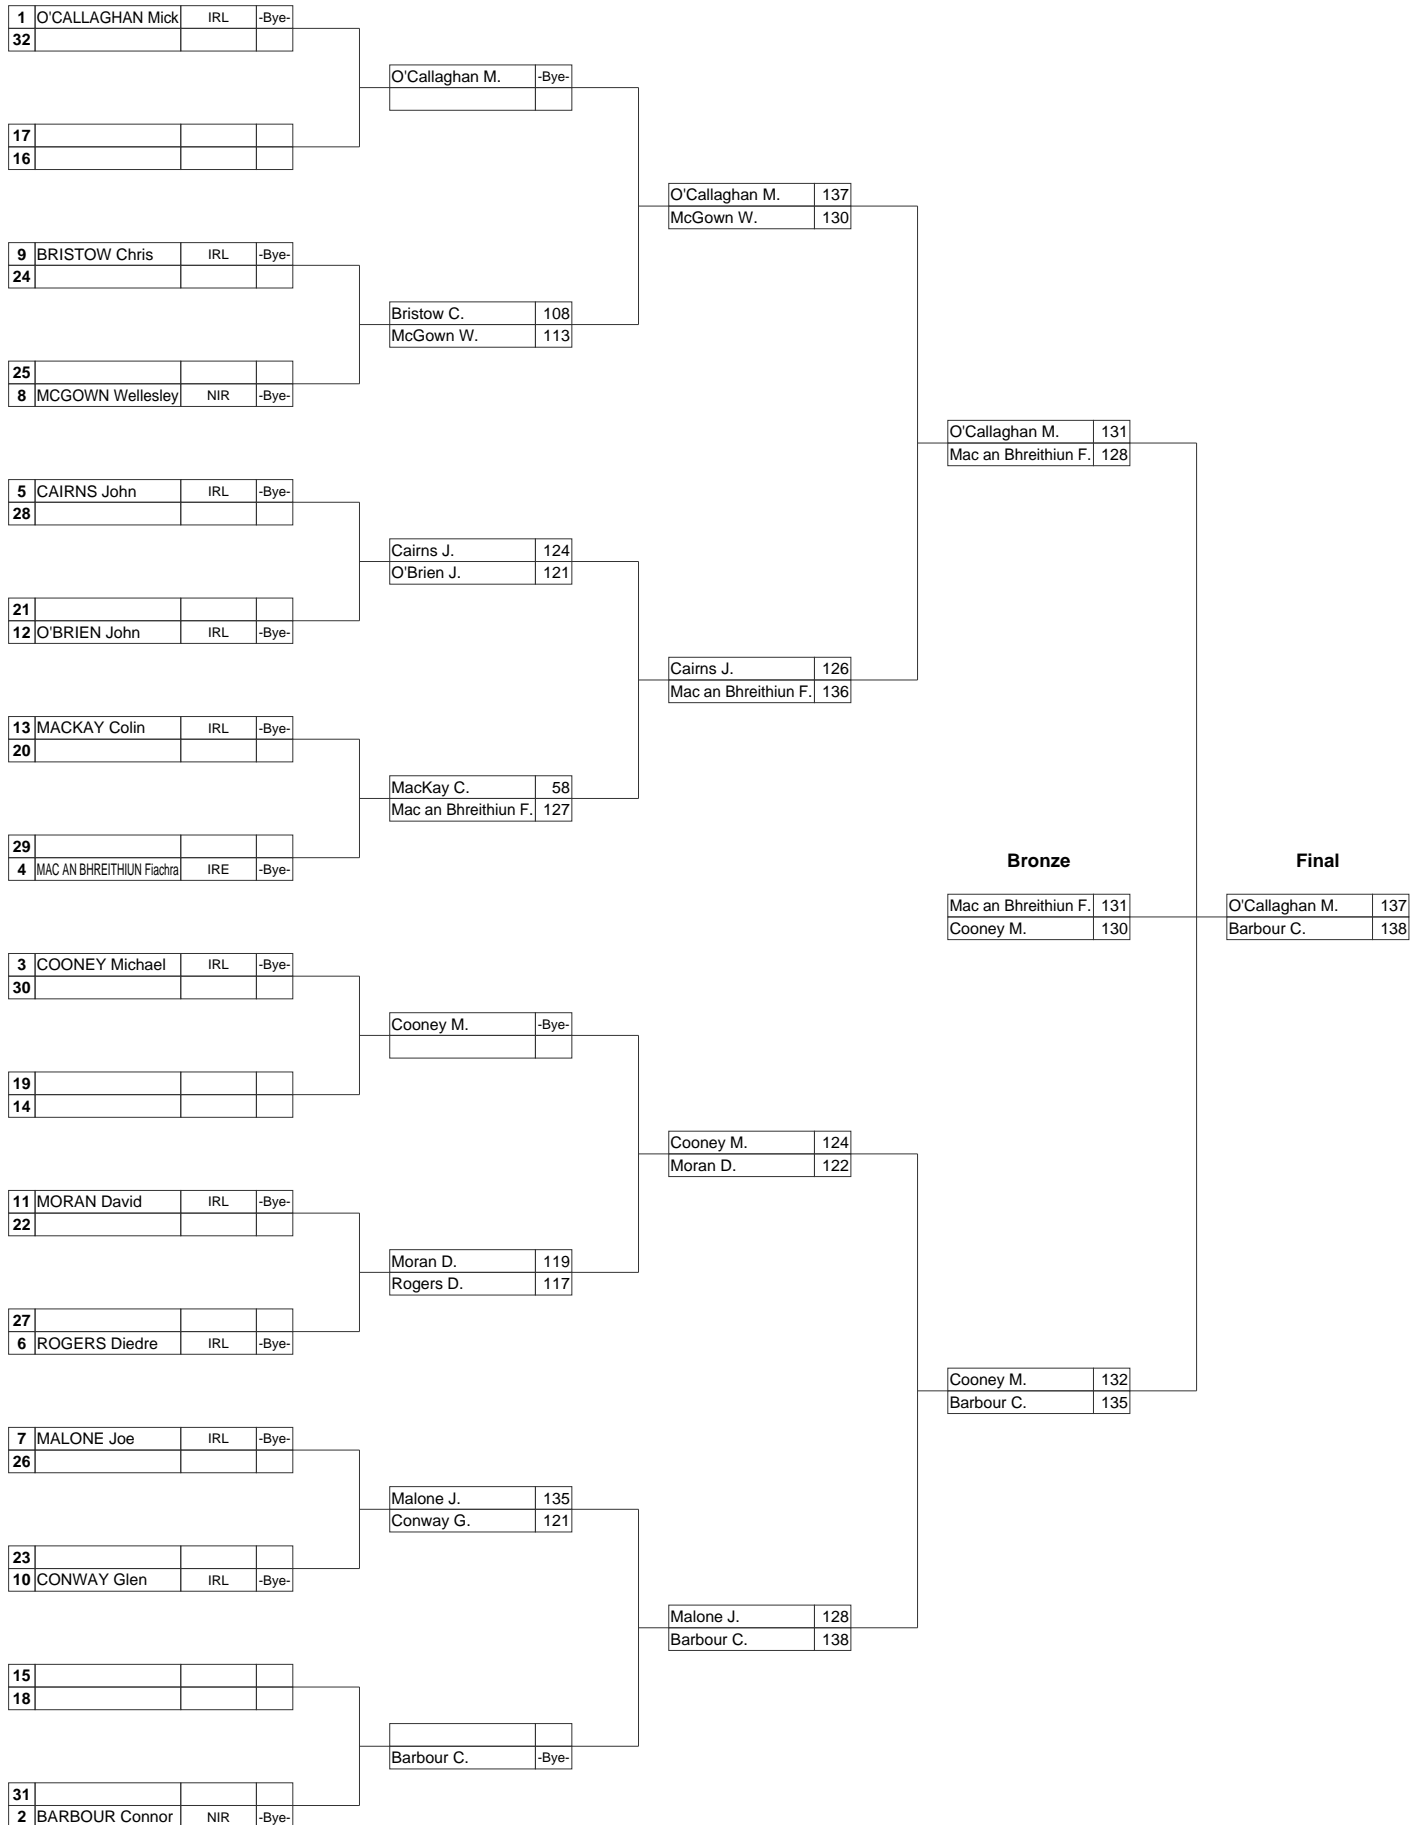 1 O'CALLAGHAN Mick IRL -Bye-
32
O'Callaghan M. -Bye-
17
16
O'Callaghan M. 137
McGown W. 130
9 BRISTOW Chris IRL -Bye-
24
Bristow C. 108
McGown W. 113
25
8 MCGOWN Wellesley NIR -Bye-
O'Callaghan M. 131
Mac an Bhreithiun F. 128
5 CAIRNS John IRL -Bye-
28
Cairns J. 124
O'Brien J. 121
21
12 O'BRIEN John IRL -Bye-
Cairns J. 126
Mac an Bhreithiun F. 136
13 MACKAY Colin IRL -Bye-
20
MacKay C. 58
Mac an Bhreithiun F. 127
29
4 MAC AN BHREITHIUN Fiachra IRE -Bye-
Bronze Final
Mac an Bhreithiun F. 131 O'Callaghan M. 137
Cooney M. 130 Barbour C. 138
3 COONEY Michael IRL -Bye-
30
Cooney M. -Bye-
19
14
Cooney M. 124
Moran D. 122
11 MORAN David IRL -Bye-
22
Moran D. 119
Rogers D. 117
27
6 ROGERS Diedre IRL -Bye-
Cooney M. 132
Barbour C. 135
7 MALONE Joe IRL -Bye-
26
Malone J. 135
Conway G. 121
23
10 CONWAY Glen IRL -Bye-
Malone J. 128
Barbour C. 138
15
18
Barbour C. -Bye-
31
2 BARBOUR Connor NIR -Bye-